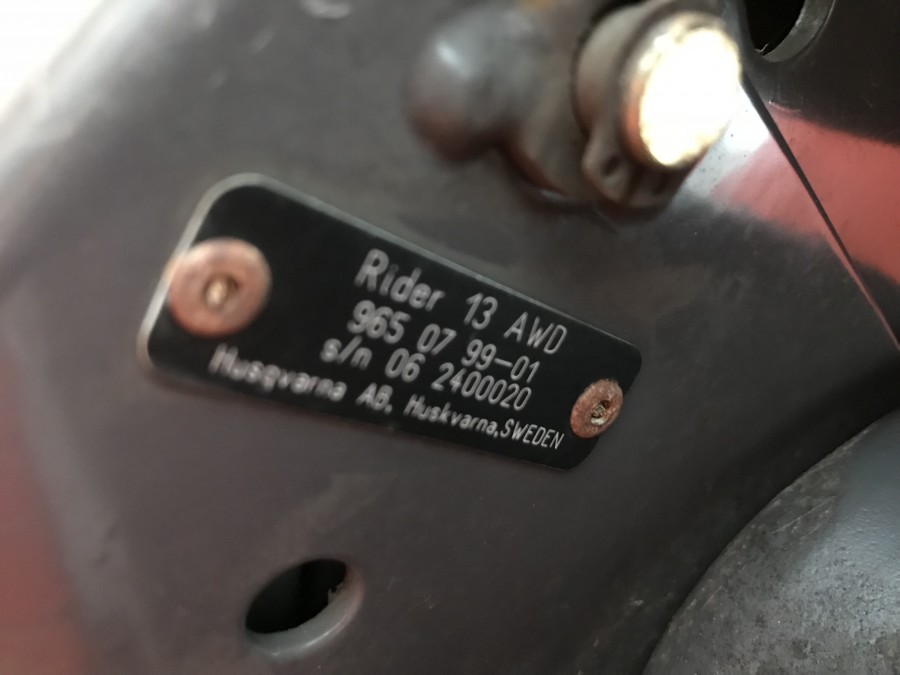 Rider 13 AWD
965 07 99-01
s/n 06 2400020
Husqvarna AB, Huskvarna, SWEDEN